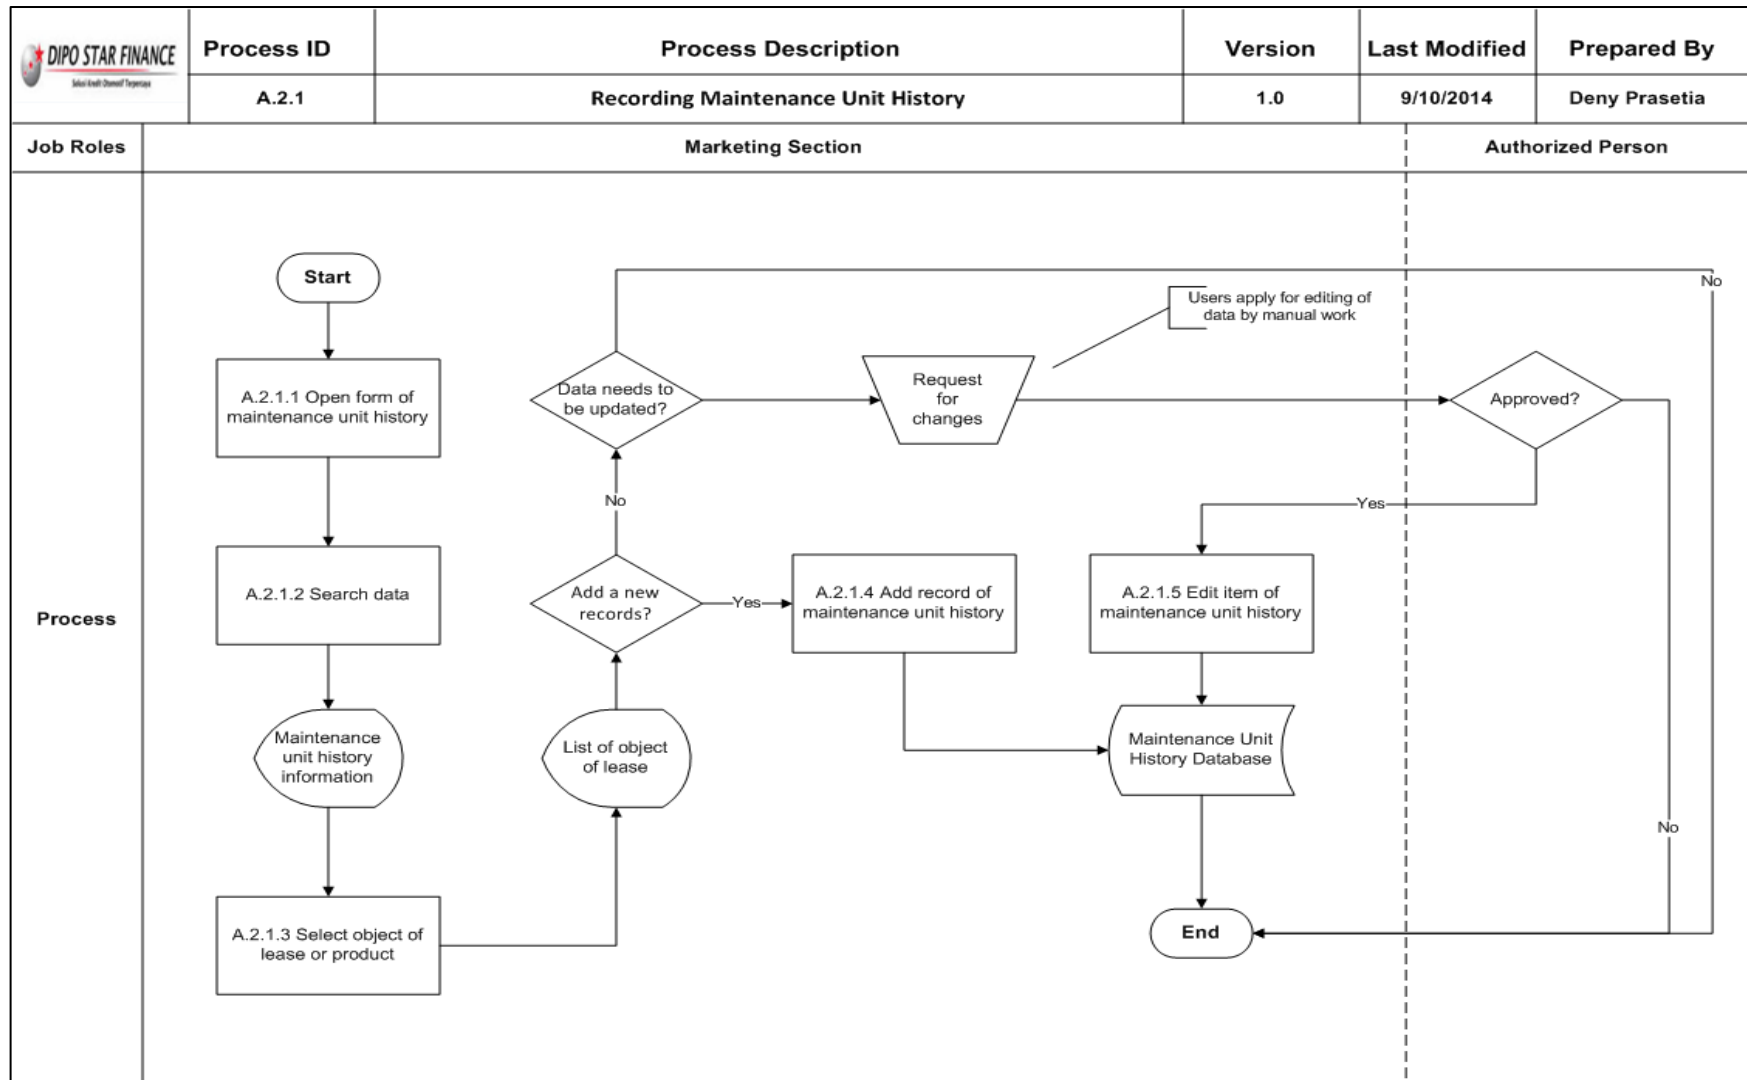 DIPO STAR FINANCE
Solusi Kredit Otomotif Terpercaya
Process ID
Process Description
Version
Last Modified
Prepared By
A.2.1
Recording Maintenance Unit History
1.0
9/10/2014
Deny Prasetia
Job Roles
Marketing Section
Authorized Person
Process
Start
A.2.1.1 Open form of
maintenance unit history
A.2.1.2 Search data
Maintenance
unit history
information
A.2.1.3 Select object of
lease or product
List of object
of lease
Add a new
records?
No
Yes
Data needs to
be updated?
No
Request
for
changes
Users apply for editing of
data by manual work
Approved?
Yes
No
A.2.1.4 Add record of
maintenance unit history
A.2.1.5 Edit item of
maintenance unit history
Maintenance Unit
History Database
End